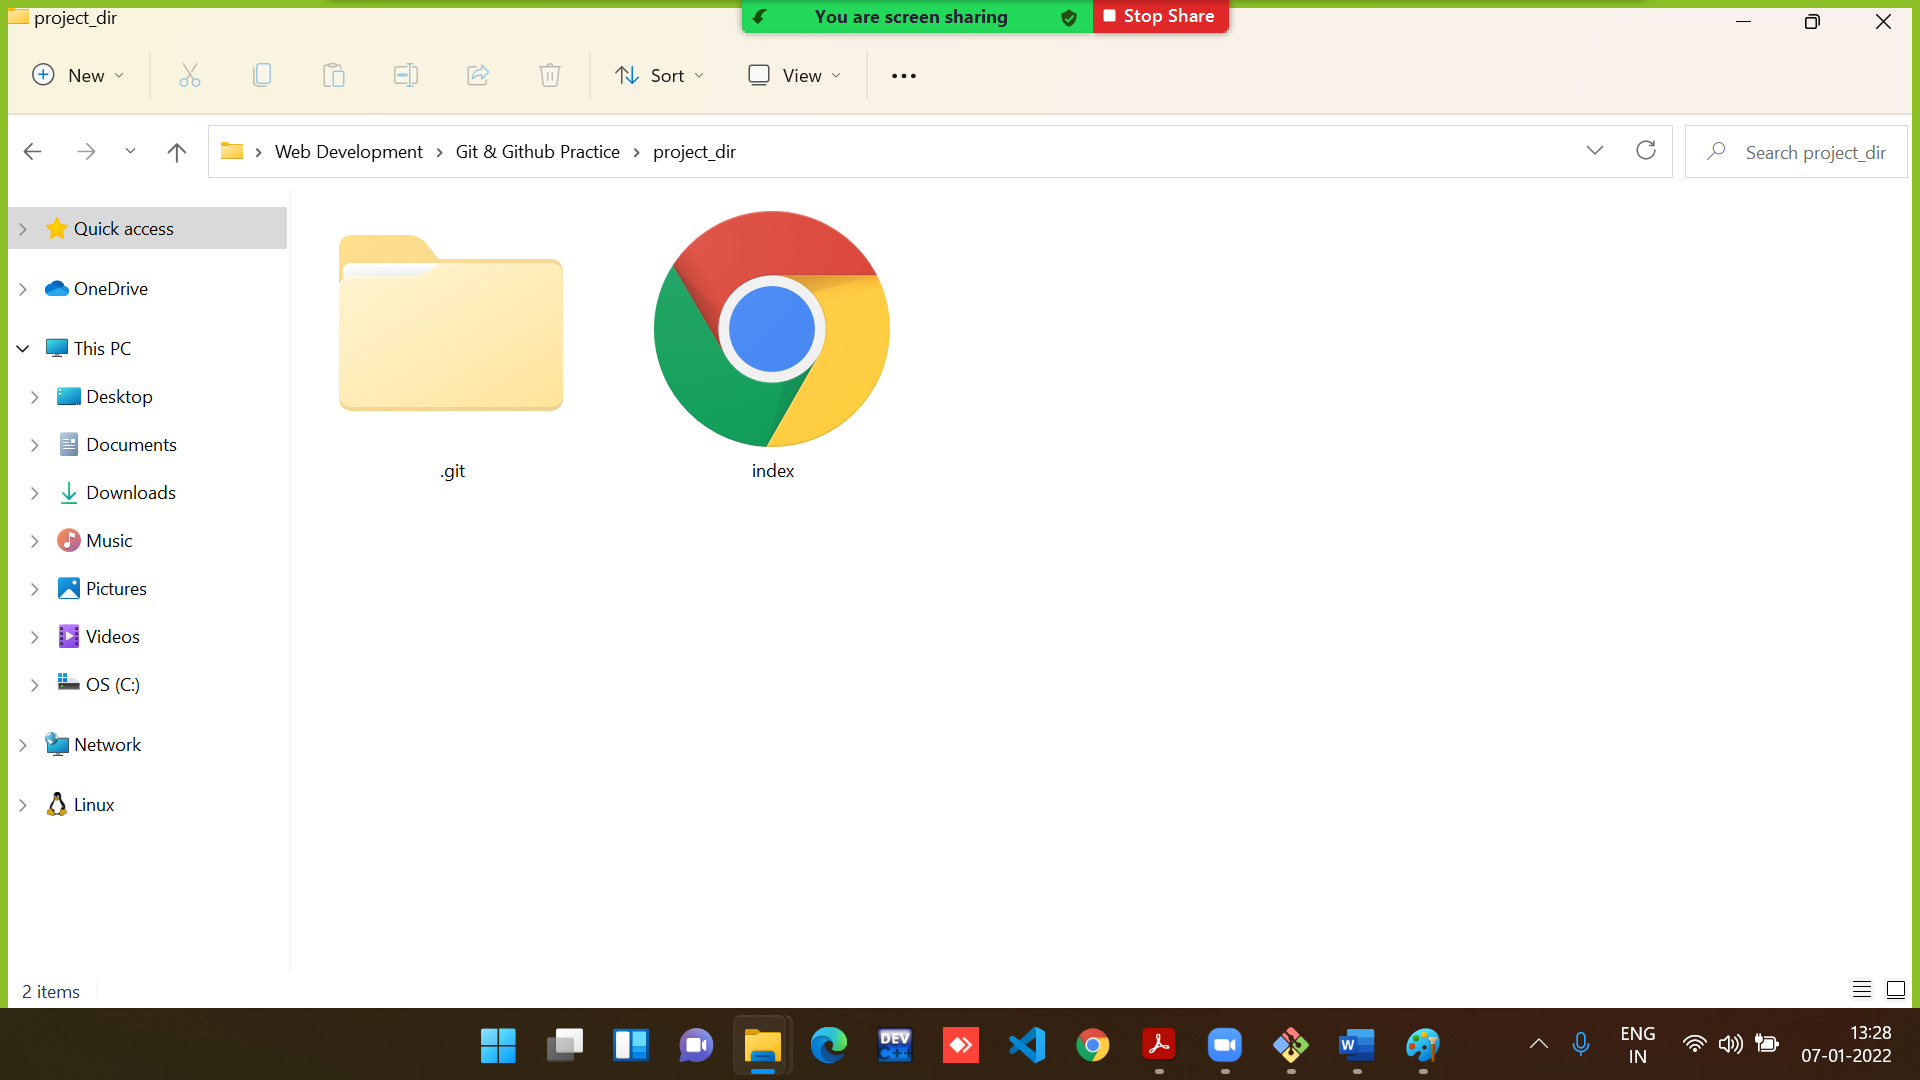 project_dir
You are screen sharing
Stop Share
New
Sort
View
Web Development
Git & Github Practice
project_dir
Search project_dir
Quick access
OneDrive
This PC
Desktop
Documents
Downloads
Music
Pictures
Videos
OS (C:)
Network
Linux
.git
index
2 items
DEV
C++
W
ENG
IN
13:28
07-01-2022